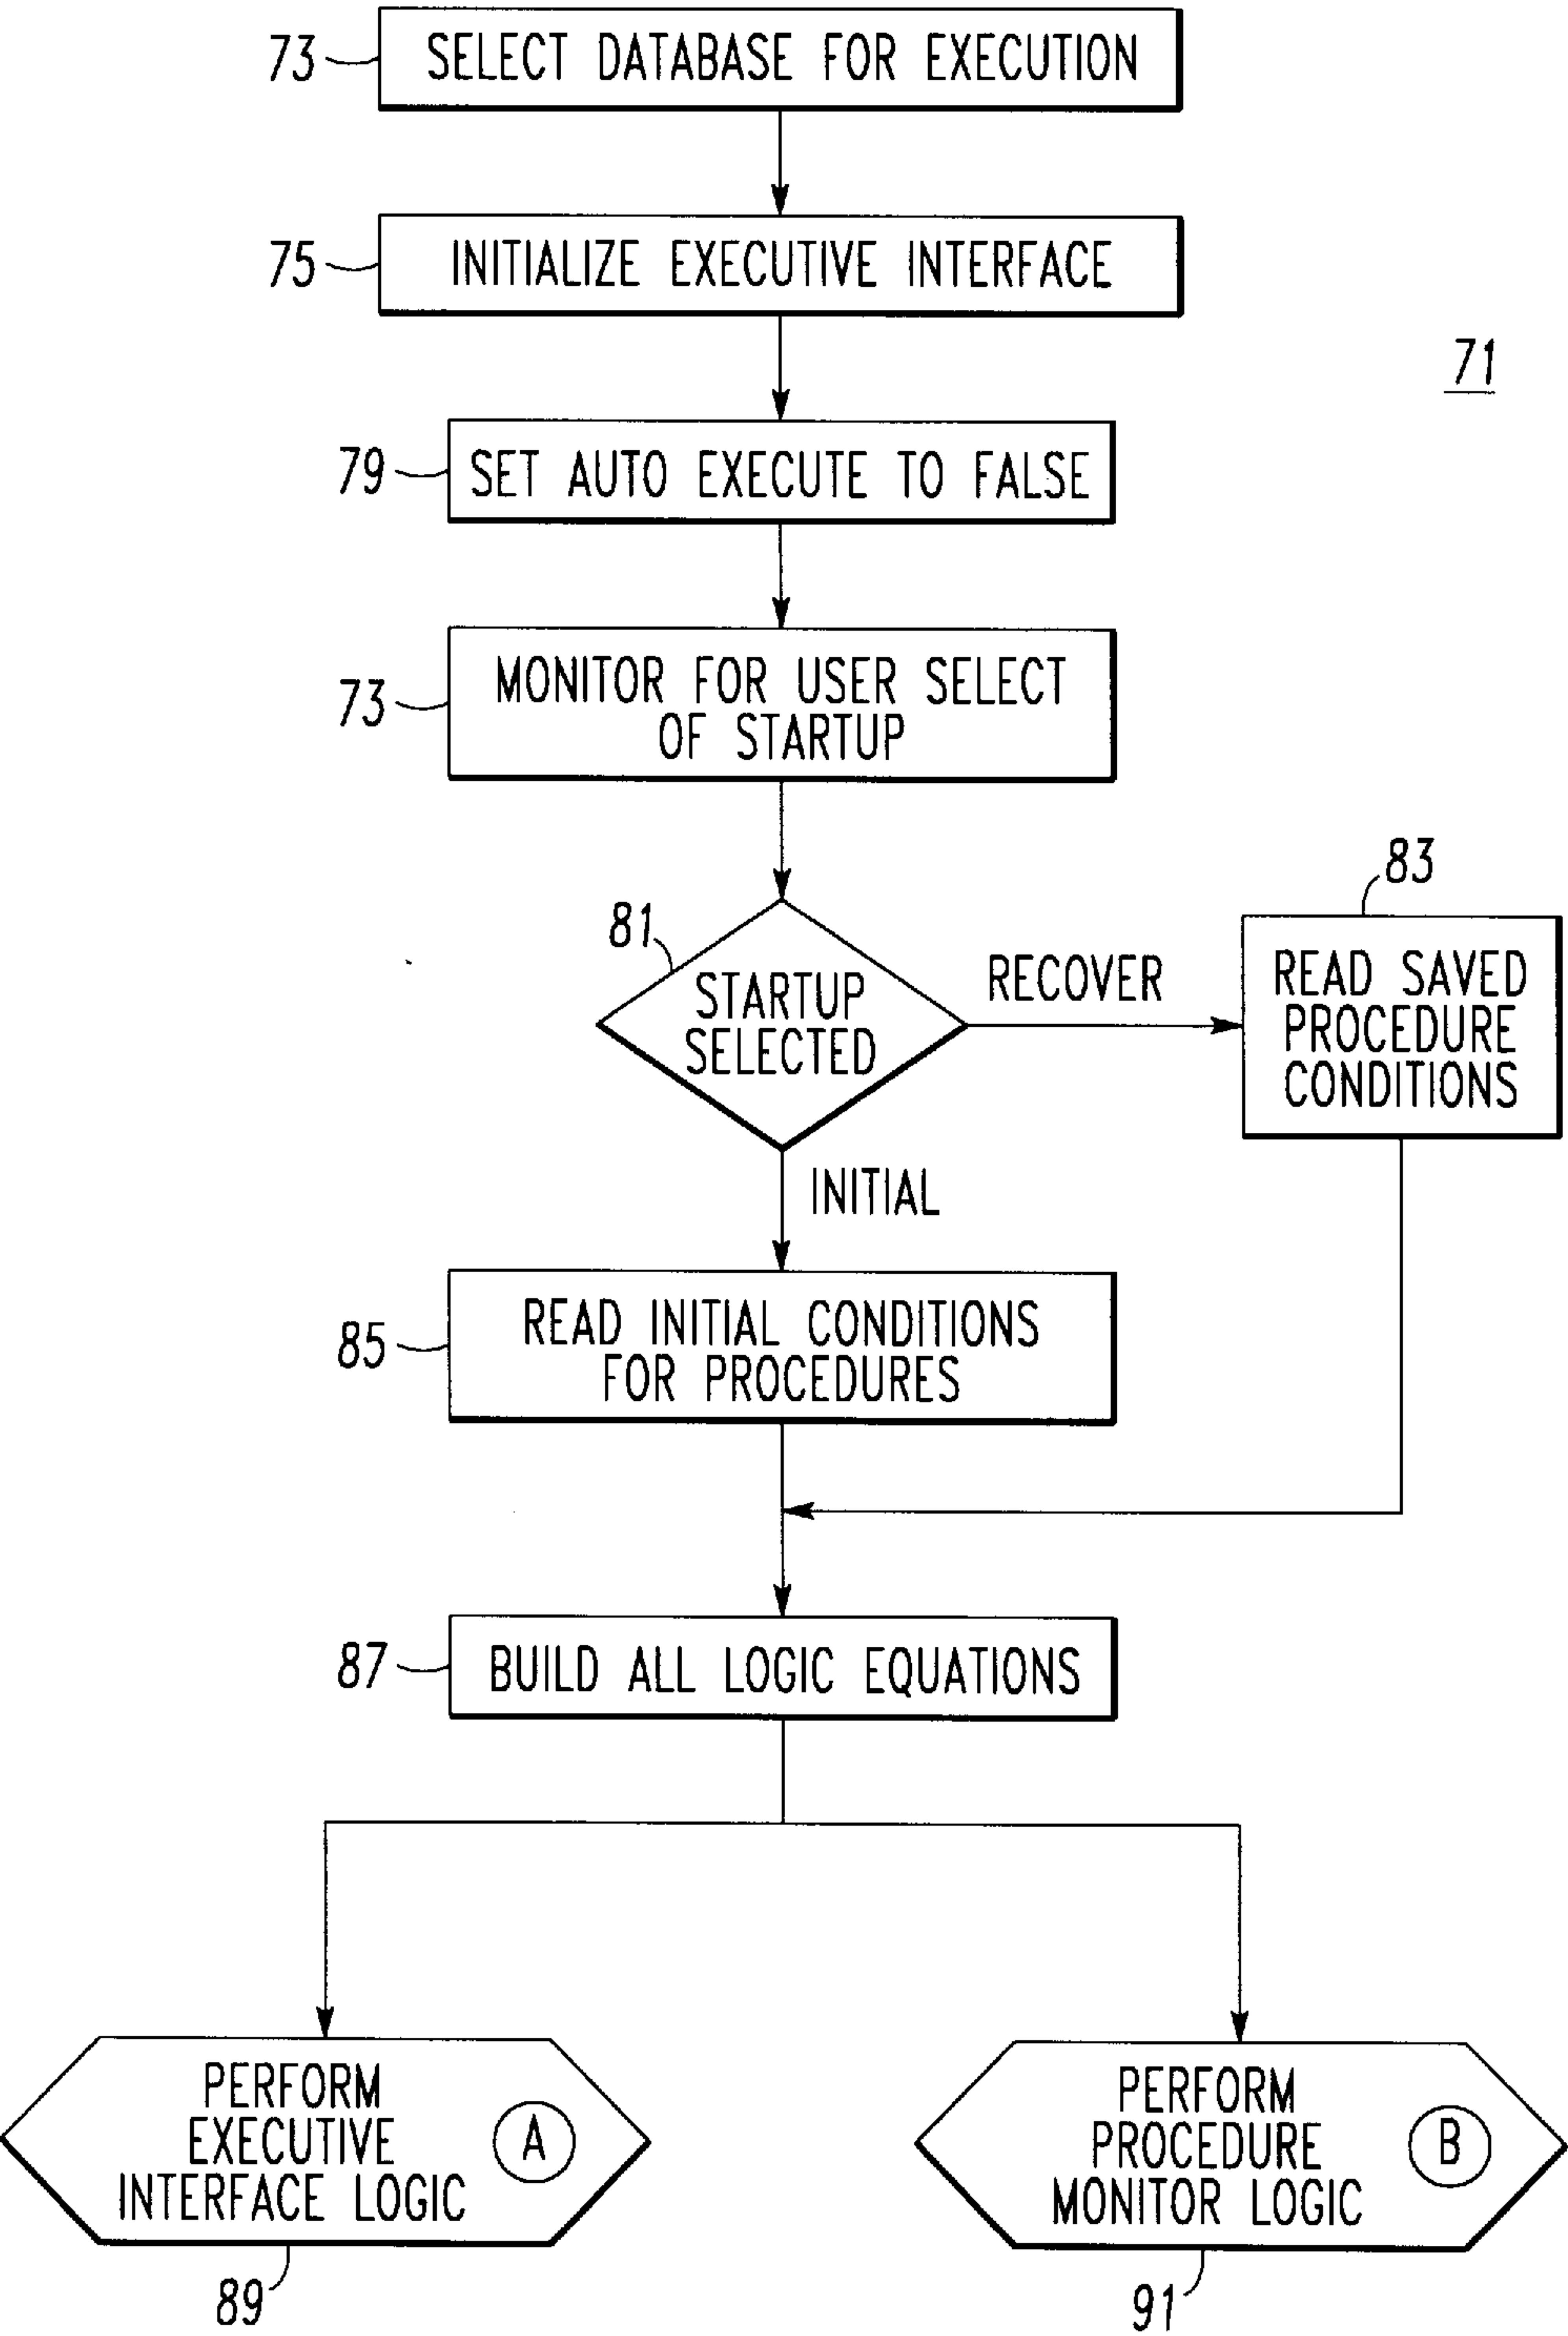 73
SELECT DATABASE FOR EXECUTION
75
INITIALIZE EXECUTIVE INTERFACE
71
79
SET AUTO EXECUTE TO FALSE
73
MONITOR FOR USER SELECT
OF STARTUP
81
STARTUP
SELECTED
RECOVER
83
READ SAVED
PROCEDURE
CONDITIONS
INITIAL
85
READ INITIAL CONDITIONS
FOR PROCEDURES
87
BUILD ALL LOGIC EQUATIONS
PERFORM
EXECUTIVE
INTERFACE LOGIC
A
89
PERFORM
PROCEDURE
MONITOR LOGIC
B
91